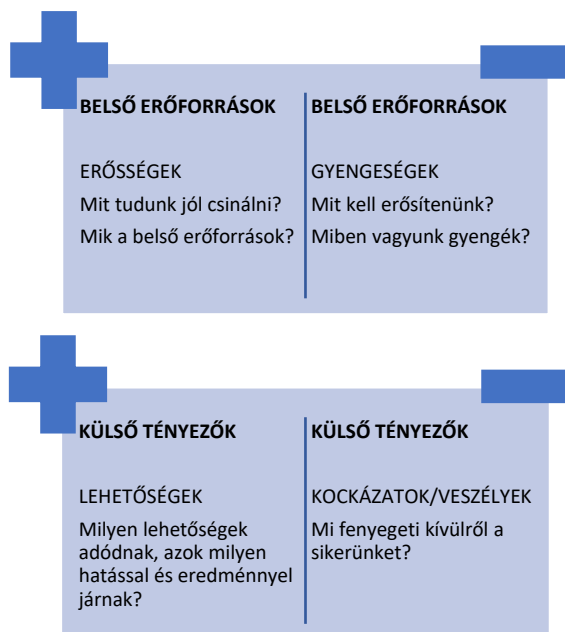 BELSŐ ERŐFORRÁSOK
ERŐSSÉGEK
Mit tudunk jól csinálni?
Mik a belső erőforrások?
BELSŐ ERŐFORRÁSOK
GYENGESÉGEK
Mit kell erősítenünk?
Miben vagyunk gyengék?
KÜLSŐ TÉNYEZŐK
LEHETŐSÉGEK
Milyen lehetőségek
adódnak, azok milyen
hatással és eredménnyel
járnak?
KÜLSŐ TÉNYEZŐK
KOCKÁZATOK/VESZÉLYEK
Mi fenyegeti kívülről a
sikerünket?